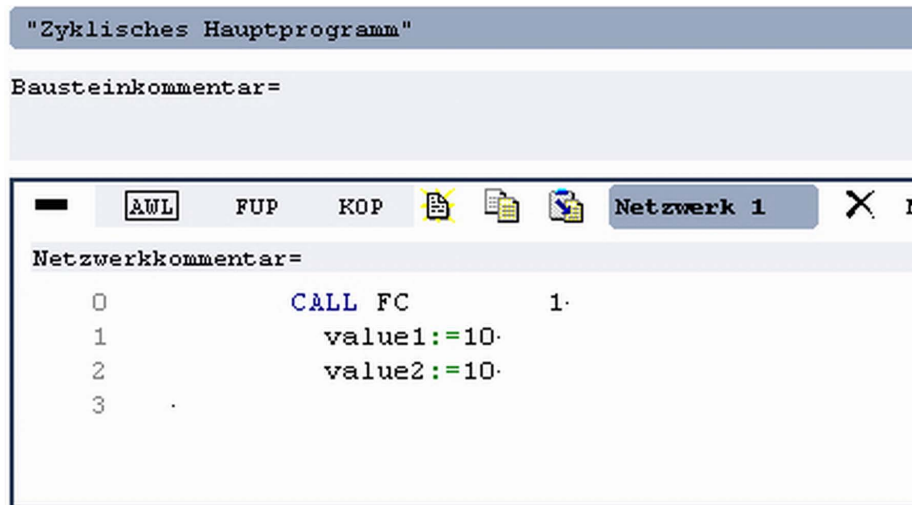 "Zyklisches Hauptprogramm"
Bausteinkommentar=
AWL FUP KOP Netzwerk 1
Netzwerkkommentar=
0 CALL FC 1
1 value1:=10
2 value2:=10
3